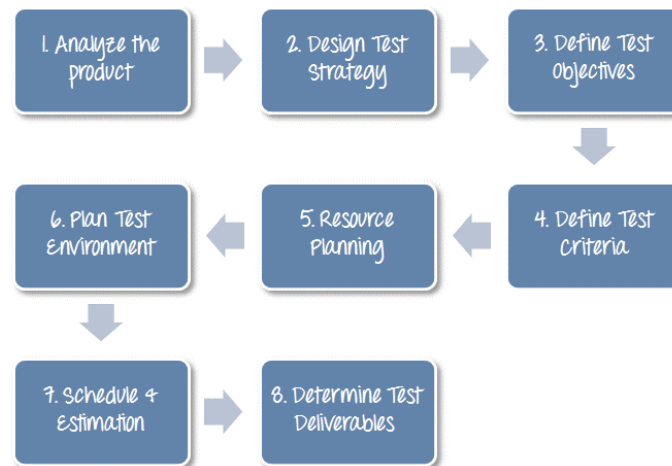 1. Analyze the
product
2. Design Test
Strategy
3. Define Test
Objectives
4. Define Test
Criteria
5. Resource
Planning
6. Plan Test
Environment
7. Schedule &
Estimation
8. Determine Test
Deliverables